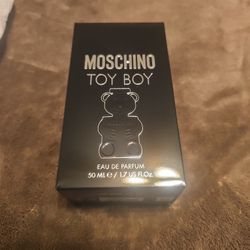 MOSCHINO
TOY BOY
EAU DE PARFUM
50 ML ℮ / 1.7 US FL.Oz.